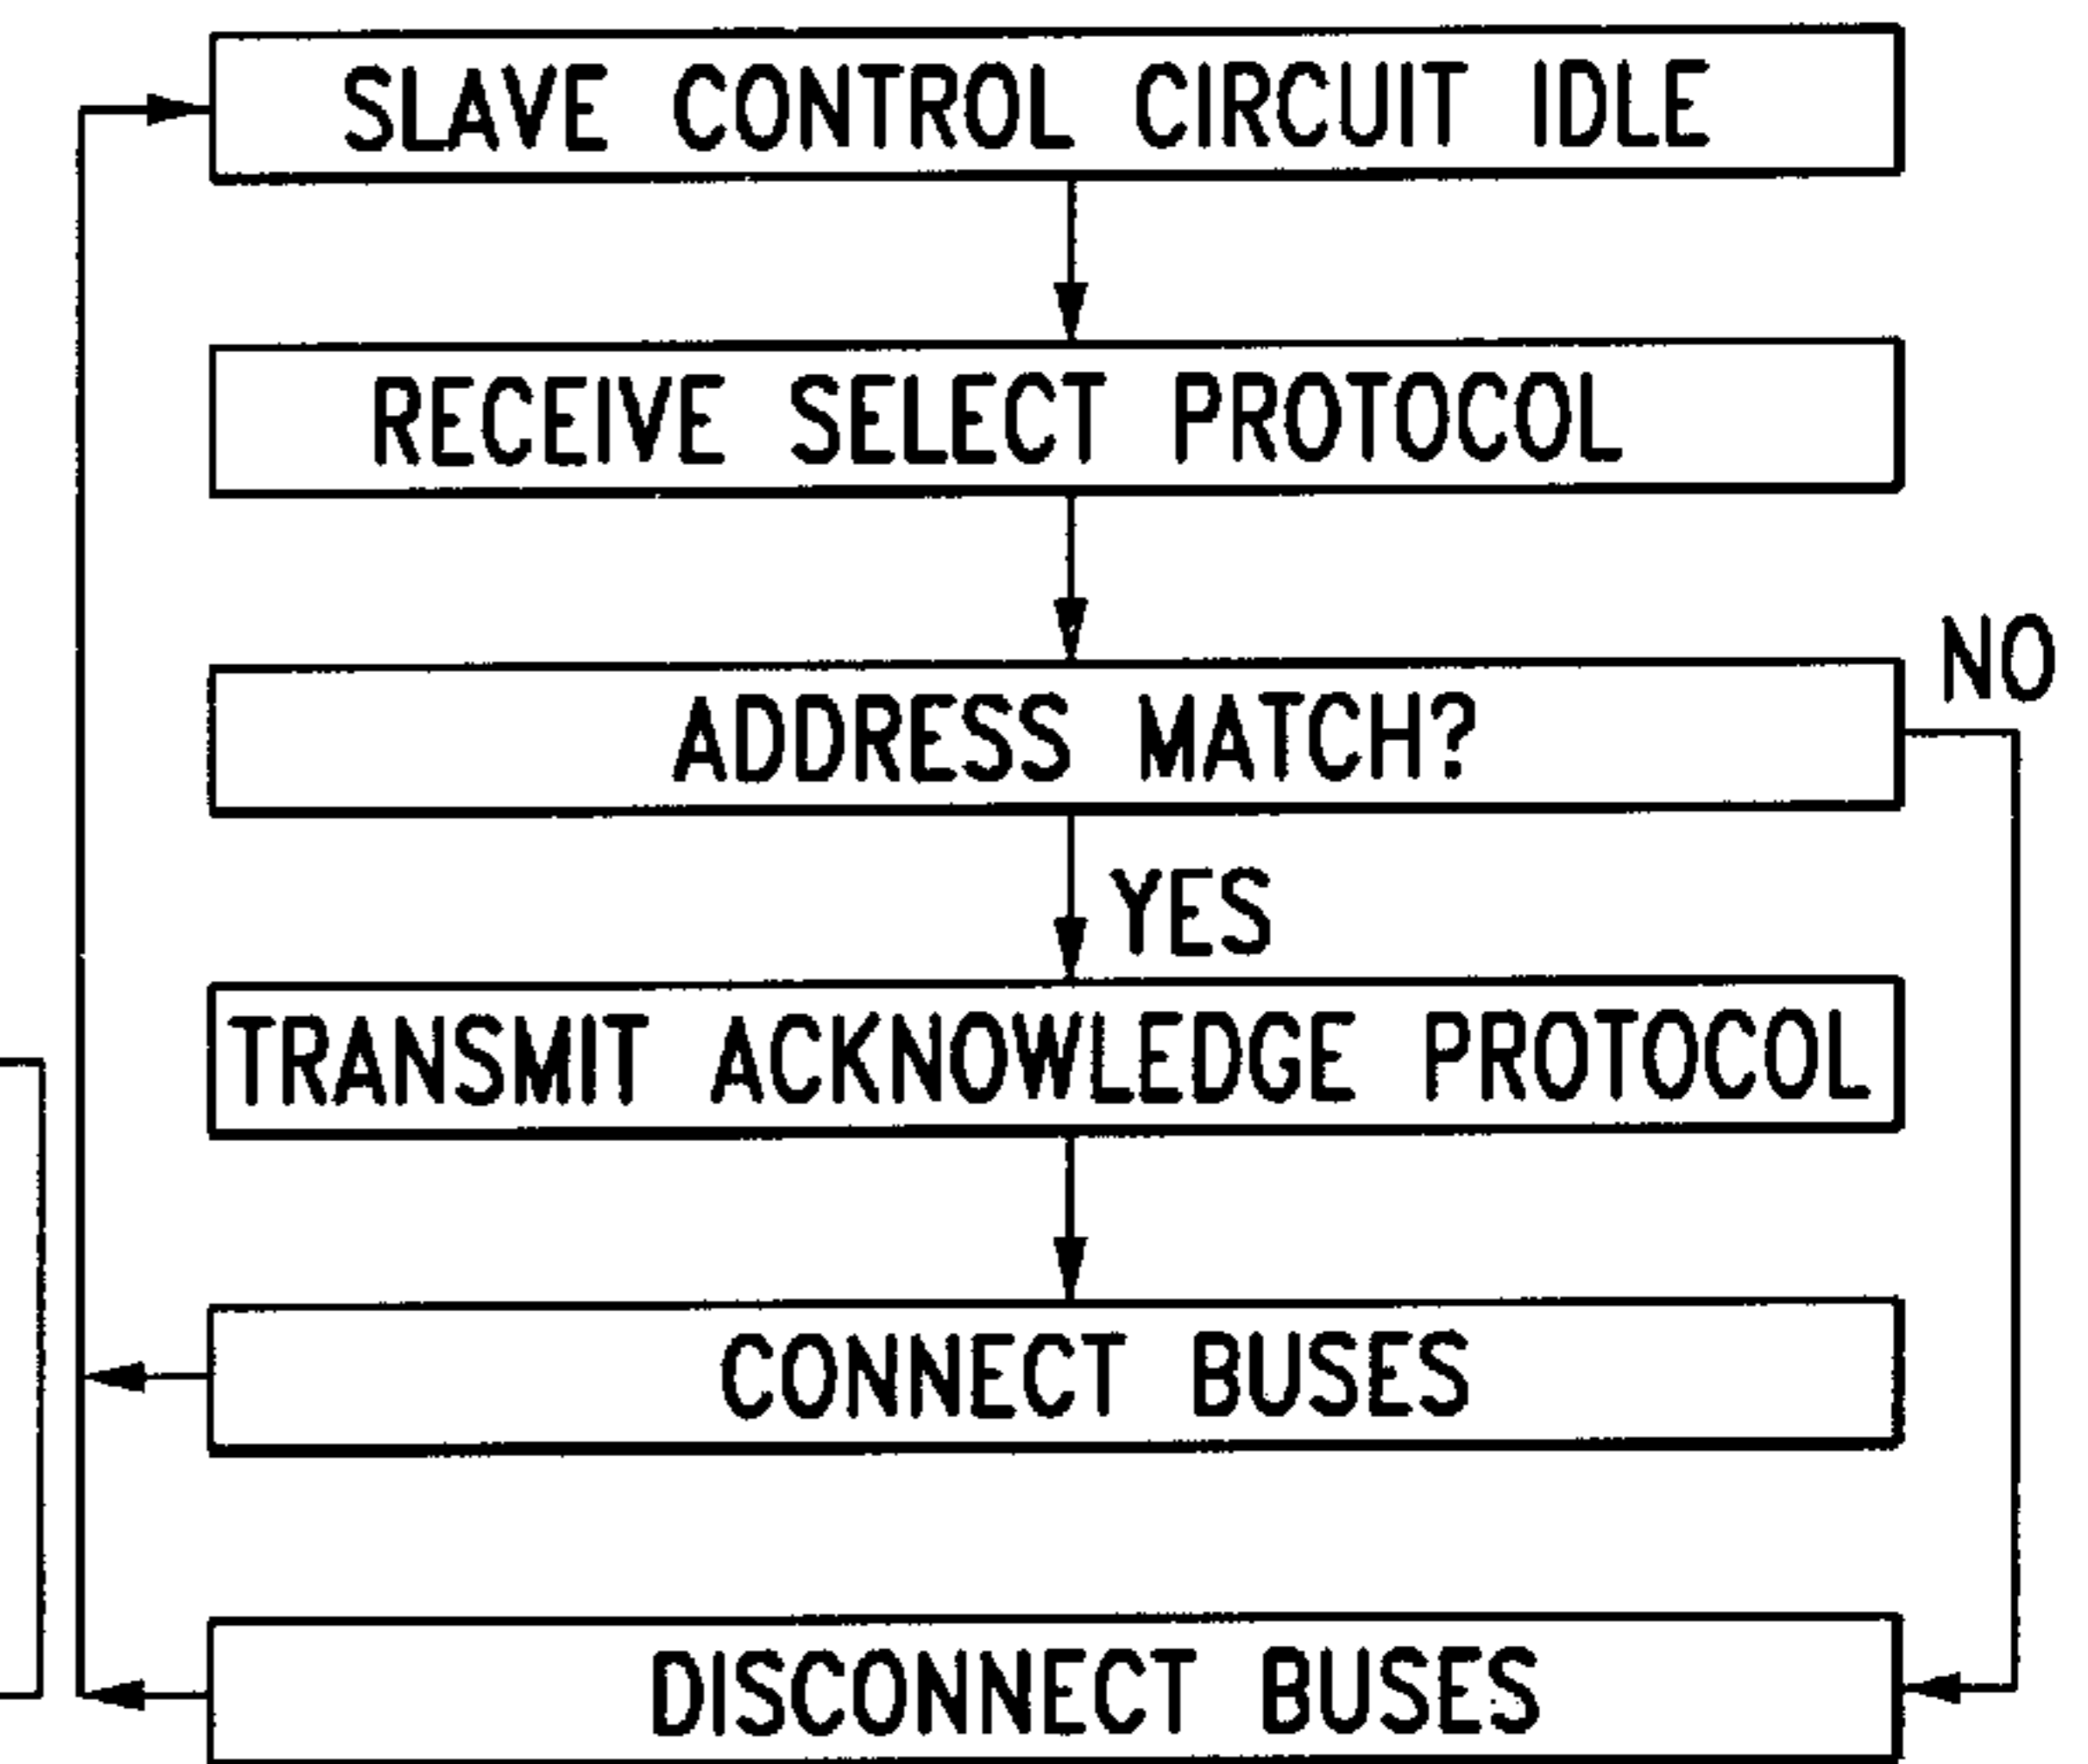 SLAVE CONTROL CIRCUIT IDLE
RECEIVE SELECT PROTOCOL
NO
ADDRESS MATCH?
YES
TRANSMIT ACKNOWLEDGE PROTOCOL
CONNECT BUSES
DISCONNECT BUSES